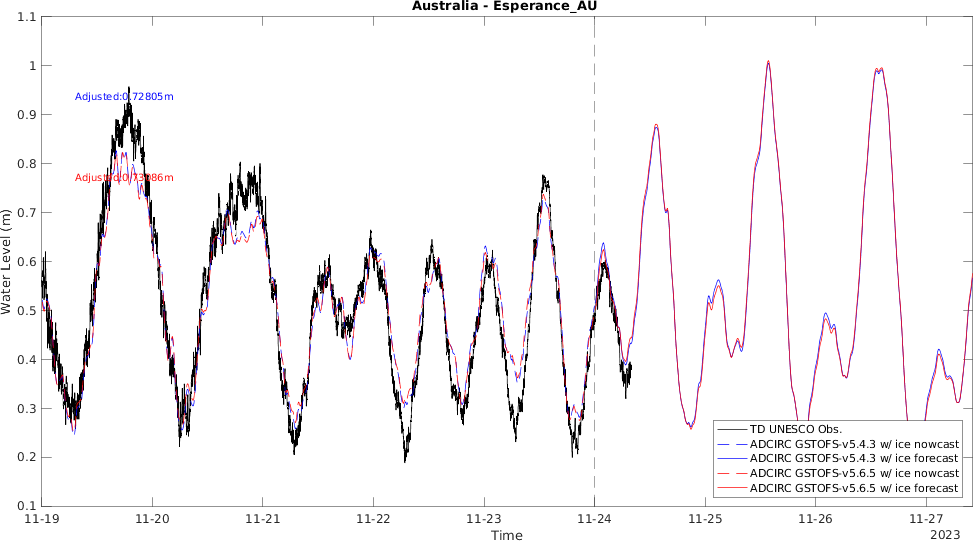 Australia - Esperance_AU
1.1
1
0.9
0.8
0.7
0.6
0.5
0.4
0.3
0.2
0.1
Water Level (m)
Adjusted:0.72805m
Adjusted:0.73086m
TD UNESCO Obs.
ADCIRC GSTOFS-v5.4.3 w/ ice nowcast
ADCIRC GSTOFS-v5.4.3 w/ ice forecast
ADCIRC GSTOFS-v5.6.5 w/ ice nowcast
ADCIRC GSTOFS-v5.6.5 w/ ice forecast
11-19 11-20 11-21 11-22 11-23 11-24 11-25 11-26 11-27
Time
2023